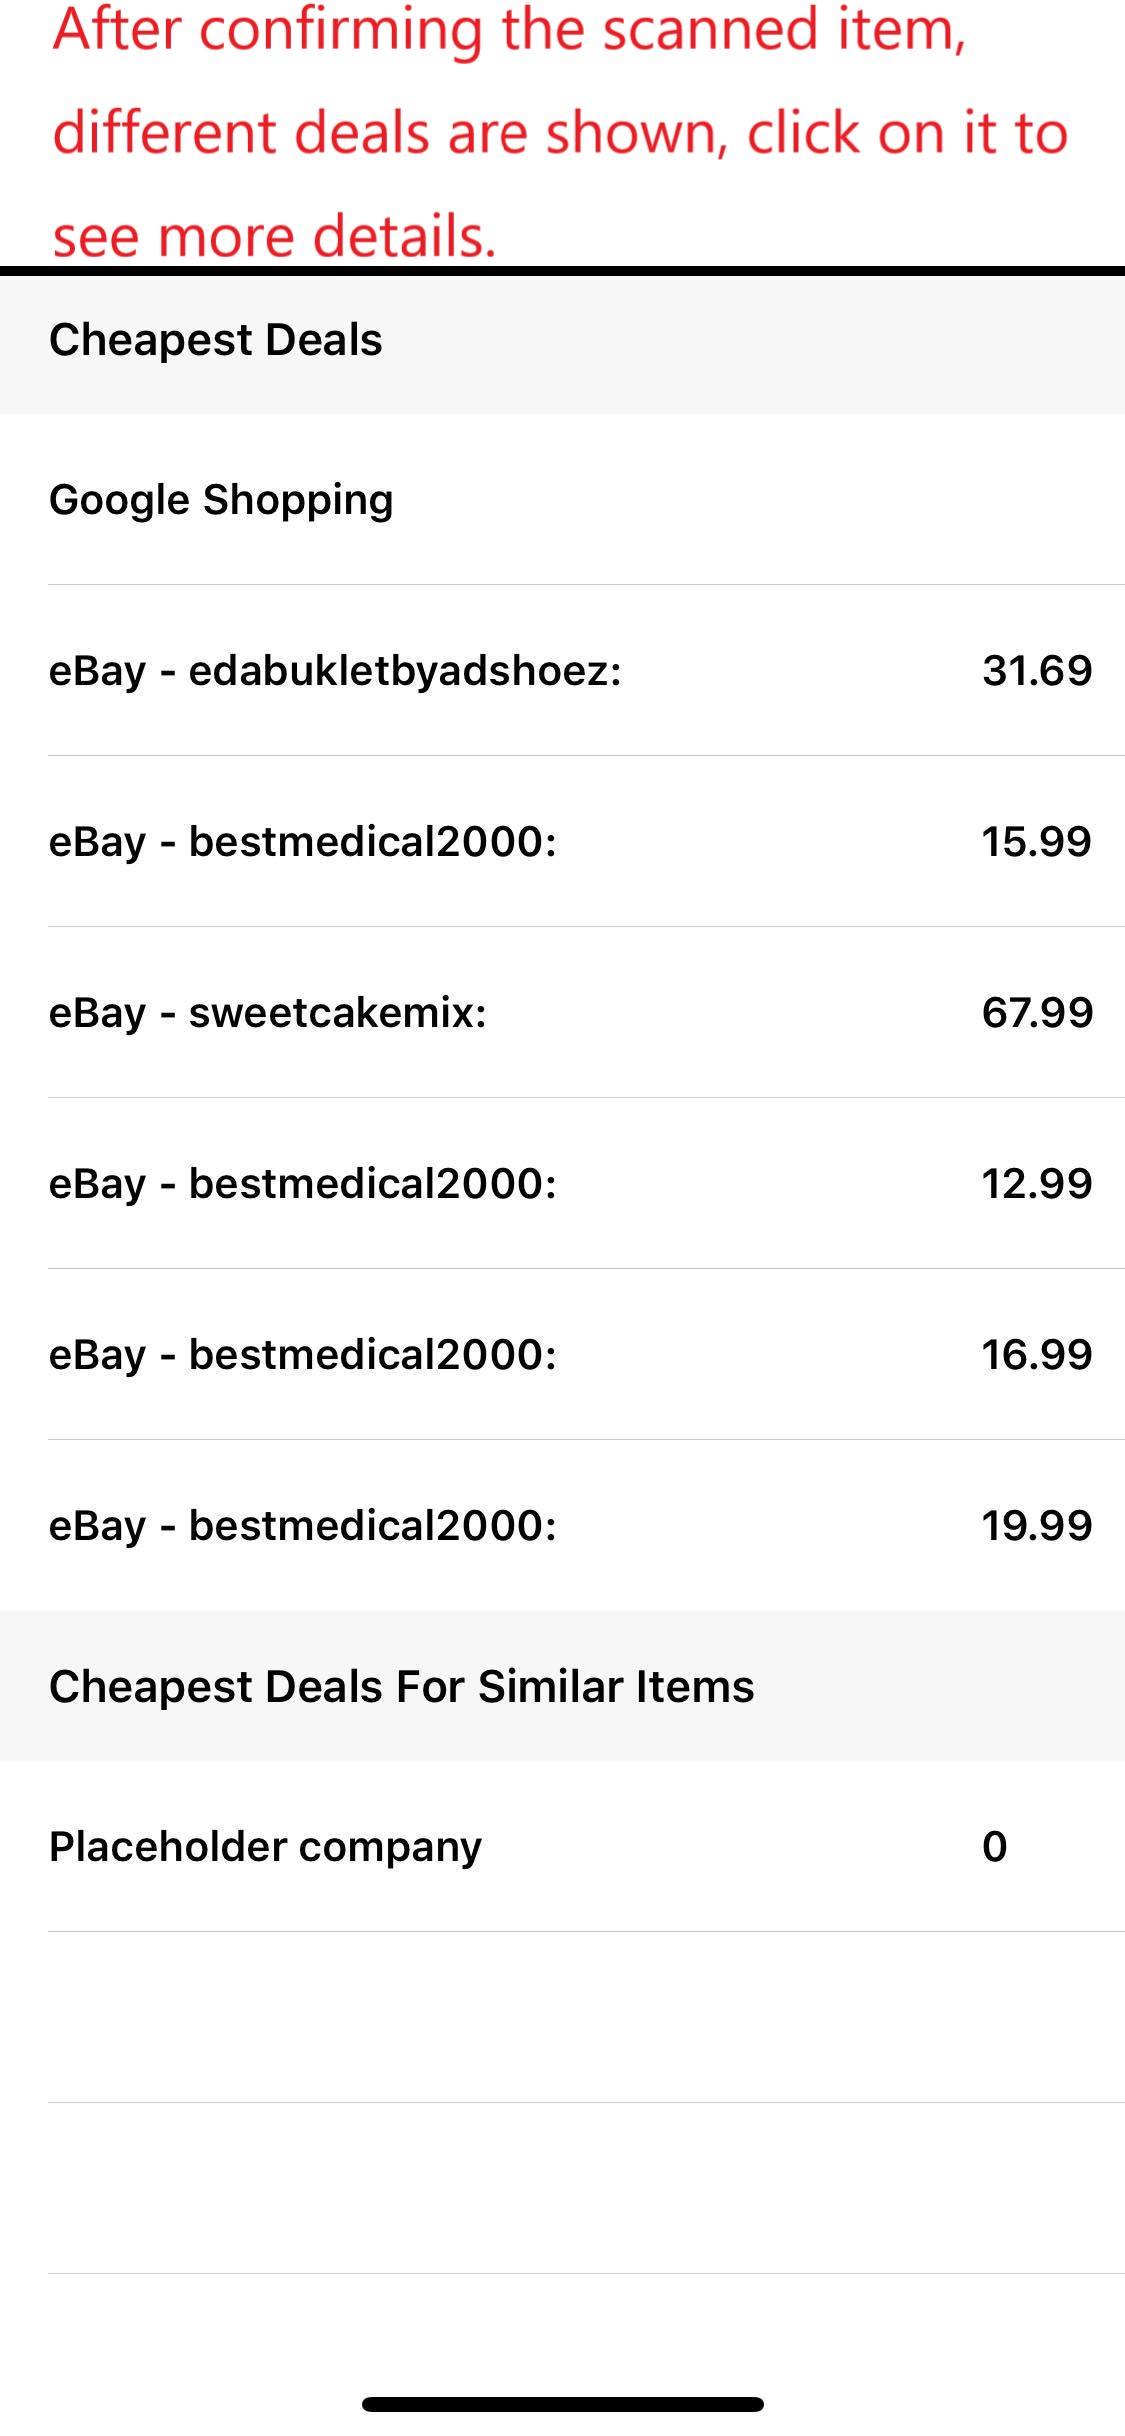 After confirming the scanned item,
different deals are shown, click on it to
see more details.
Cheapest Deals
Google Shopping
eBay - edabukletbyadshoez: 31.69
eBay - bestmedical2000: 15.99
eBay - sweetcakemix: 67.99
eBay - bestmedical2000: 12.99
eBay - bestmedical2000: 16.99
eBay - bestmedical2000: 19.99
Cheapest Deals For Similar Items
Placeholder company 0